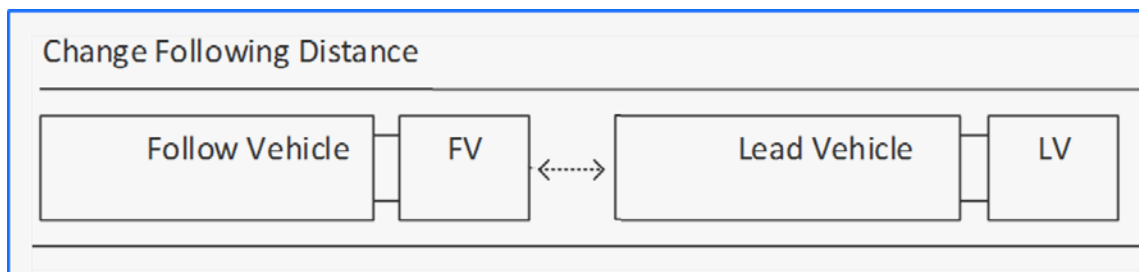 Change Following Distance
Follow Vehicle FV Lead Vehicle LV